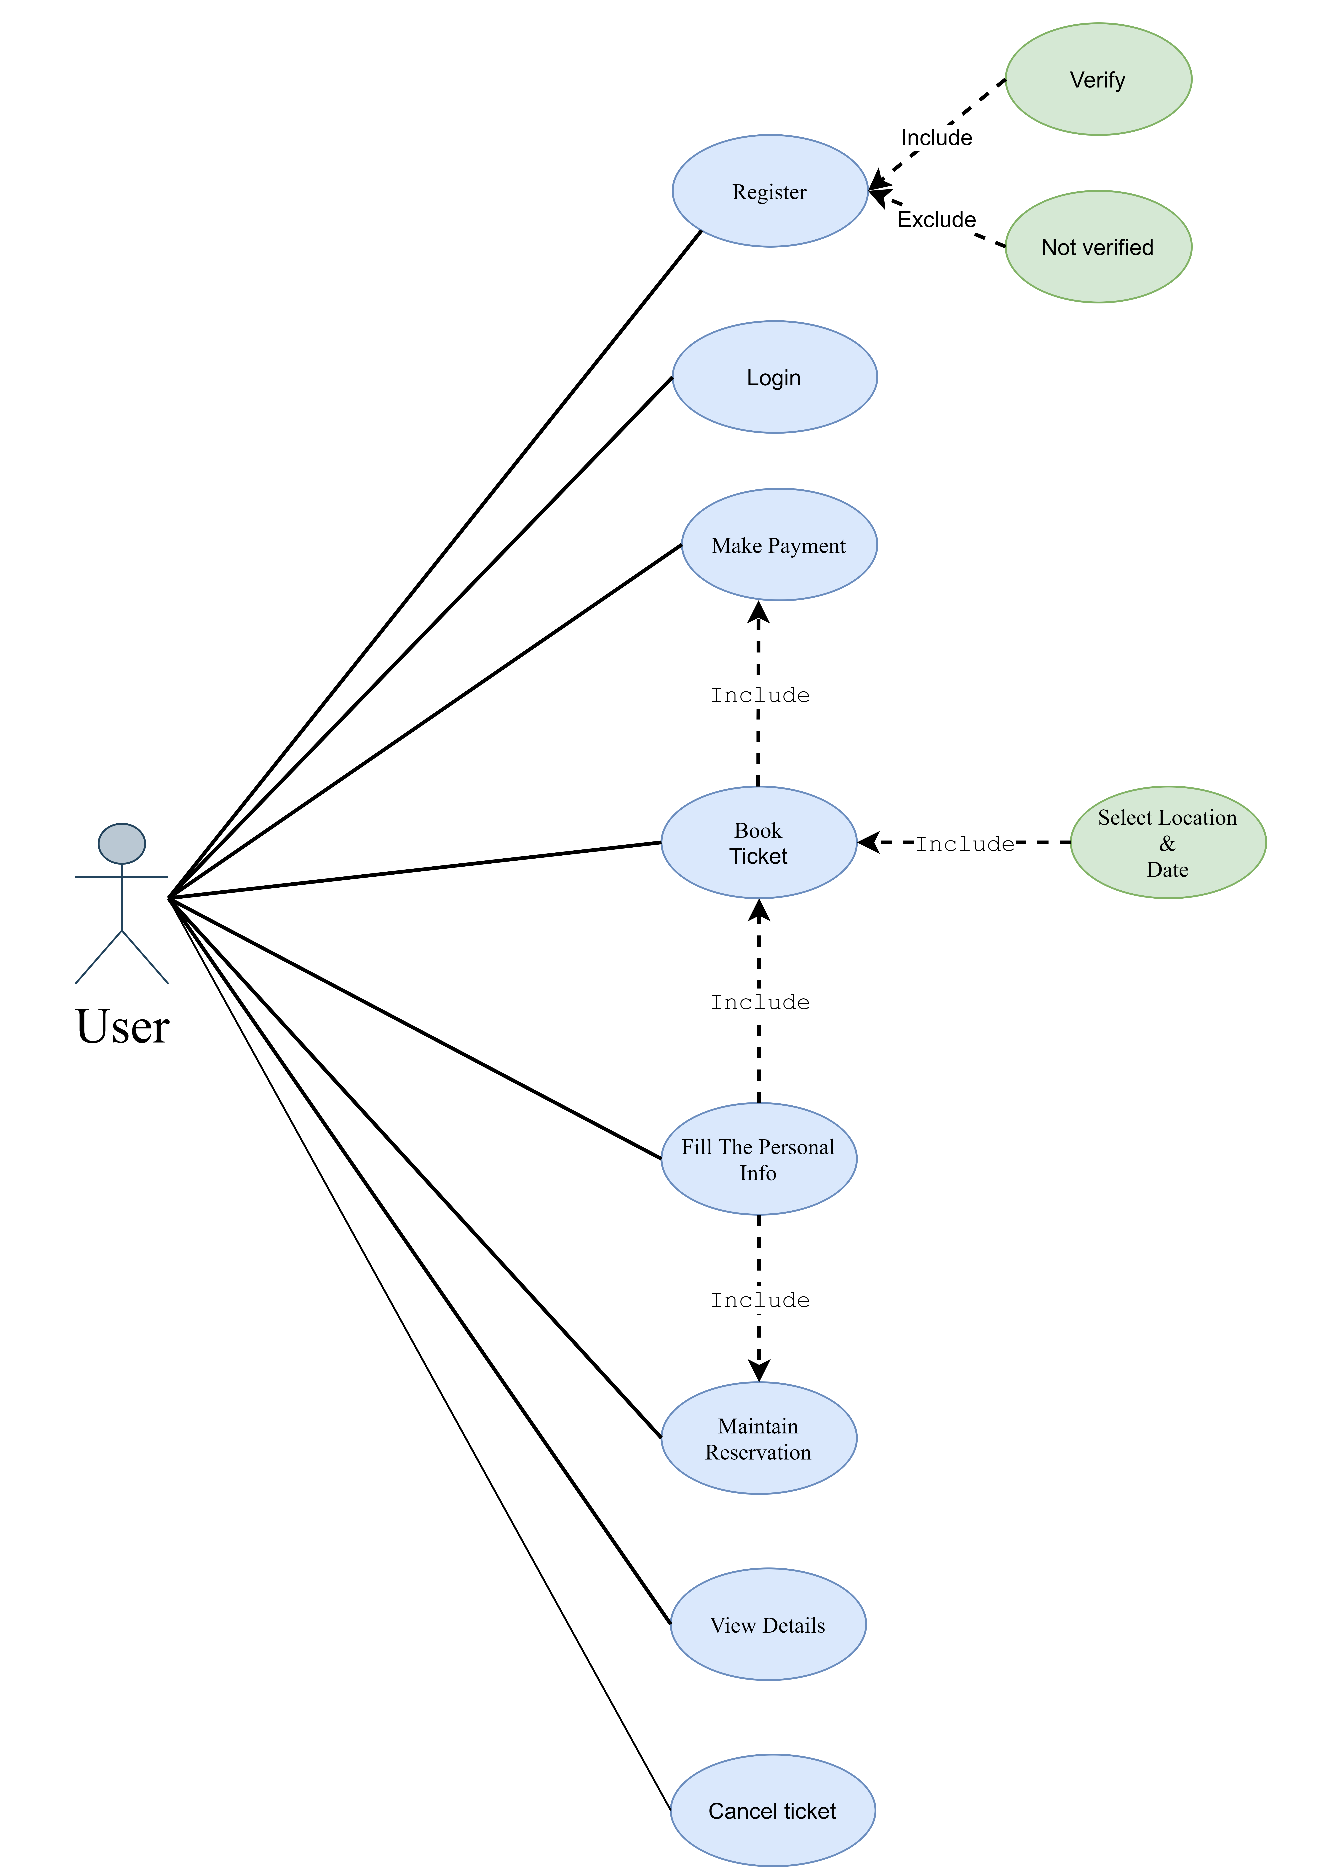 Verify
Include
Register
Exclude
Not verified
Login
Make Payment
Include
Book
Ticket
Include
Select Location
&
Date
Include
User
Fill The Personal
Info
Include
Maintain
Reservation
View Details
Cancel ticket